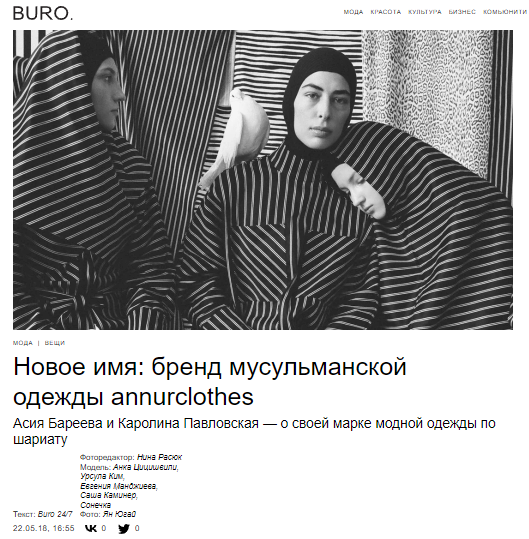 BURO.
МОДА КРАСОТА КУЛЬТУРА БИЗНЕС КОМЬЮНИТИ
МОДА | ВЕЩИ
Новое имя: бренд мусульманской
одежды annurclothes
Асия Бареева и Каролина Павловская — о своей марке модной одежды по
шариату
Фоторедактор: Нина Расюк
Модель: Анка Цицишвили,
Урсула Ким,
Евгения Манджиева,
Саша Каминер,
Сонечка
Текст: Buro 24/7 Фото: Ян Югай
22.05.18, 16:55 0 0